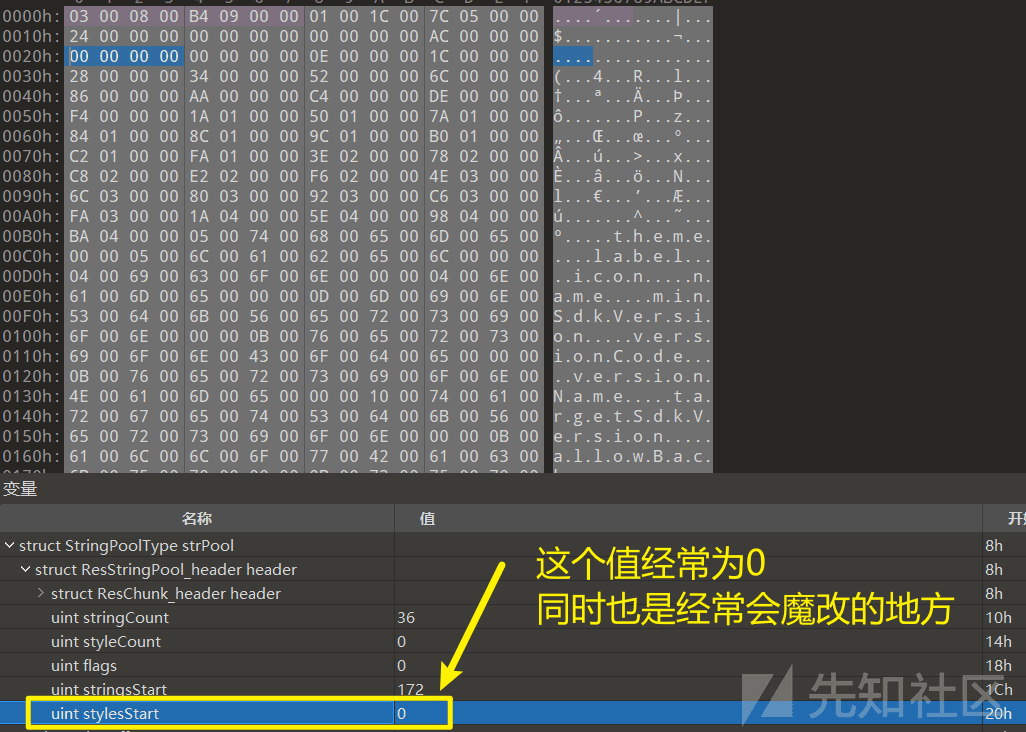 0000h: 03 00 08 00 B4 09 00 00 01 00 1C 00 7C 05 00 00 ....´.......|...
0010h: 24 00 00 00 00 00 00 00 00 00 00 00 AC 00 00 00 $...........¬...
0020h: 00 00 00 00 00 00 00 00 0E 00 00 00 1C 00 00 00 ................
0030h: 28 00 00 00 34 00 00 00 52 00 00 00 6C 00 00 00 (...4...R...l...
0040h: 86 00 00 00 AA 00 00 00 C4 00 00 00 DE 00 00 00 †...ª...Ä...Þ...
0050h: F4 00 00 00 1A 01 00 00 50 01 00 00 7A 01 00 00 ô.......P...z...
0060h: 84 01 00 00 8C 01 00 00 9C 01 00 00 B0 01 00 00 „...Œ...œ...°...
0070h: C2 01 00 00 FA 01 00 00 3E 02 00 00 78 02 00 00 Â...ú...>...x...
0080h: C8 02 00 00 E2 02 00 00 F6 02 00 00 4E 03 00 00 È...â...ö...N...
0090h: 6C 03 00 00 80 03 00 00 92 03 00 00 C6 03 00 00 l...€...’...Æ...
00A0h: FA 03 00 00 1A 04 00 00 5E 04 00 00 98 04 00 00 ú.......^...˜...
00B0h: BA 04 00 00 05 00 74 00 68 00 65 00 6D 00 65 00 º.....t.h.e.m.e.
00C0h: 00 00 05 00 6C 00 61 00 62 00 65 00 6C 00 00 00 ....l.a.b.e.l...
00D0h: 04 00 69 00 63 00 6F 00 6E 00 00 00 04 00 6E 00 ..i.c.o.n.....n.
00E0h: 61 00 6D 00 65 00 00 00 0D 00 6D 00 69 00 6E 00 a.m.e.....m.i.n.
00F0h: 53 00 64 00 6B 00 56 00 65 00 72 00 73 00 69 00 S.d.k.V.e.r.s.i.
0100h: 6F 00 6E 00 00 00 0B 00 76 00 65 00 72 00 73 00 o.n.....v.e.r.s.
0110h: 69 00 6F 00 6E 00 43 00 6F 00 64 00 65 00 00 00 i.o.n.C.o.d.e...
0120h: 0B 00 76 00 65 00 72 00 73 00 69 00 6F 00 6E 00 ..v.e.r.s.i.o.n.
0130h: 4E 00 61 00 6D 00 65 00 00 00 10 00 74 00 61 00 N.a.m.e.....t.a.
0140h: 72 00 67 00 65 00 74 00 53 00 64 00 6B 00 56 00 r.g.e.t.S.d.k.V.
0150h: 65 00 72 00 73 00 69 00 6F 00 6E 00 00 00 0B 00 e.r.s.i.o.n.....
0160h: 61 00 6C 00 6C 00 6F 00 77 00 42 00 61 00 63 00 a.l.l.o.w.B.a.c.
变量
名称 值
struct StringPoolType strPool 8h
struct ResStringPool_header header 8h
struct ResChunk_header header 8h
uint stringCount 36 10h
uint styleCount 0 14h
uint flags 0 18h
uint stringsStart 172 1Ch
uint stylesStart 0 20h
这个值经常为0
同时也是经常会魔改的地方
先知社区